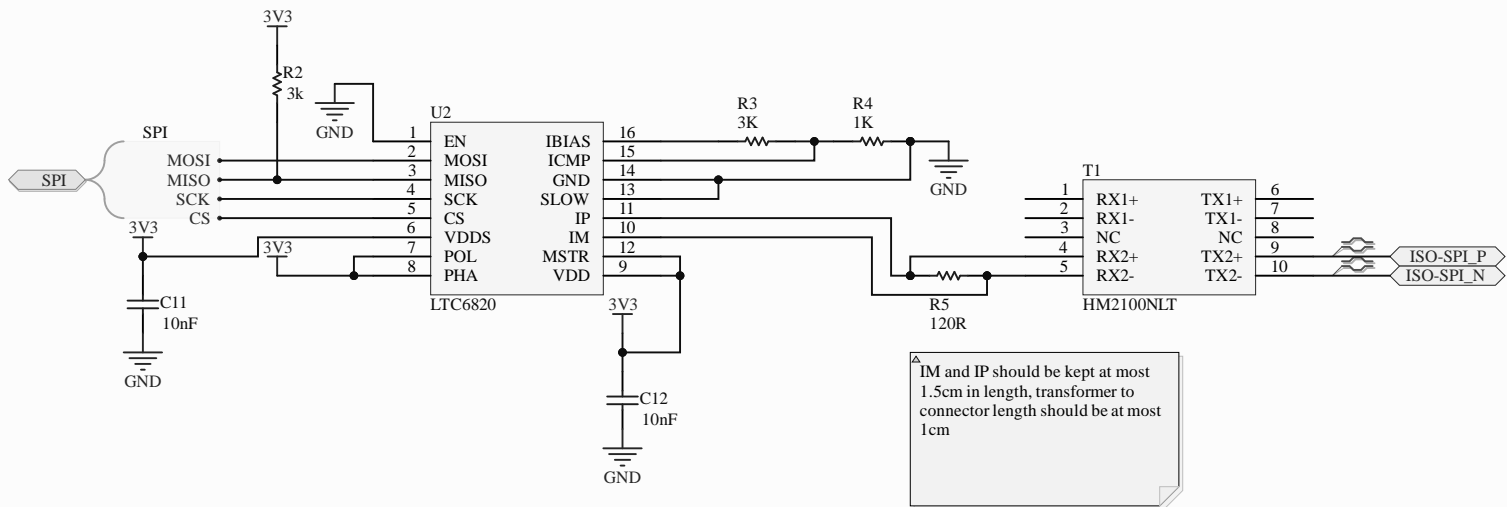 3V3
R2
3k
GND
SPI
SPI
MOSI
MISO
SCK
CS
U2
1 EN IBIAS 16
2 MOSI ICMP 15
3 MISO GND 14
4 SCK SLOW 13
5 CS IP 11
6 VDDS IM 10
7 POL MSTR 12
8 PHA VDD 9
LTC6820
3V3
3V3
C11
10nF
GND
3V3
C12
10nF
GND
R3
3K
R4
1K
GND
R5
120R
T1
1 RX1+ TX1+ 6
2 RX1- TX1- 7
3 NC NC 8
4 RX2+ TX2+ 9
5 RX2- TX2- 10
HM2100NLT
ISO-SPI_P
ISO-SPI_N
IM and IP should be kept at most
1.5cm in length, transformer to
connector length should be at most
1cm